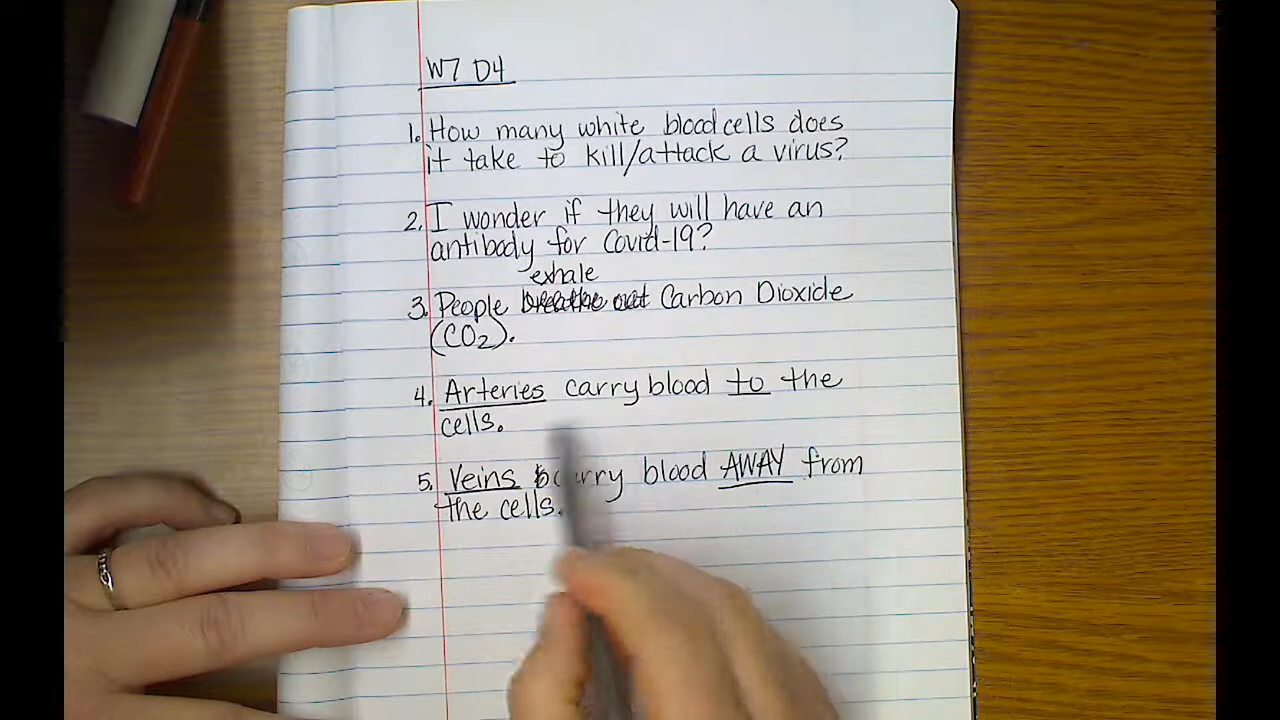 W7 D4
1. How many white blood cells does
it take to kill/attack a virus?
2. I wonder if they will have an
antibody for Covid-19?
exhale
3. People breathe out Carbon Dioxide
(CO2).
4. Arteries carry blood to the
cells.
5. Veins carry blood AWAY from
the cells.